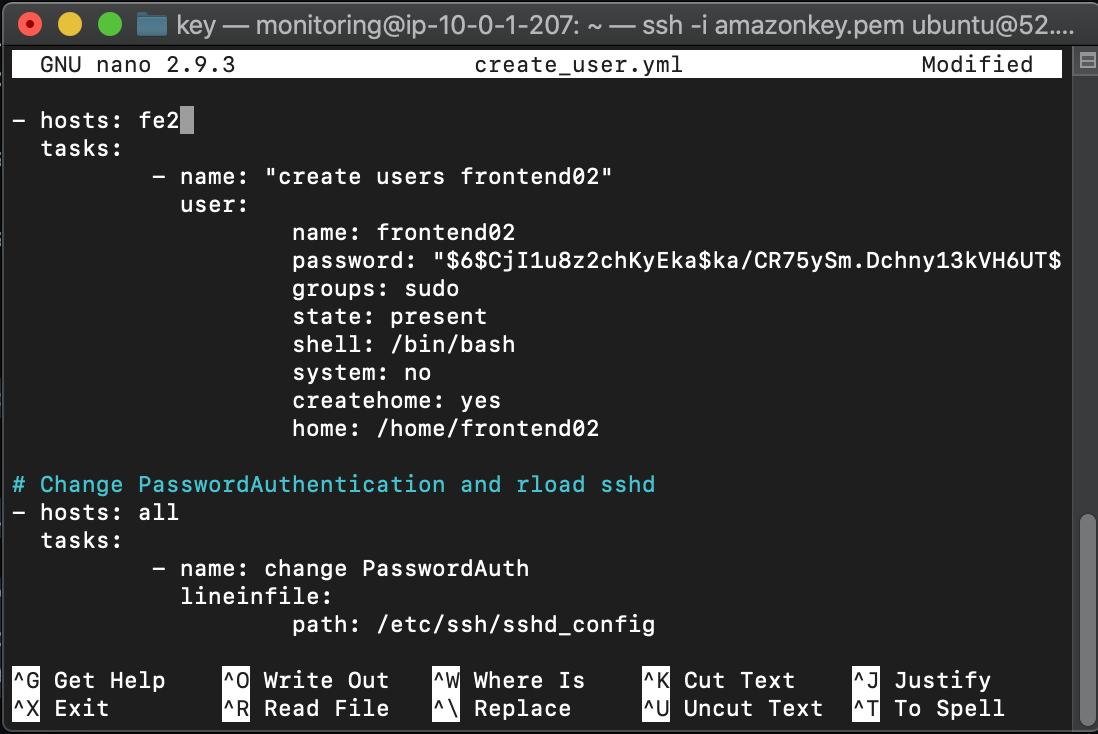 key — monitoring@ip-10-0-1-207: ~ — ssh -i amazonkey.pem ubuntu@52....
GNU nano 2.9.3 create_user.yml Modified
- hosts: fe2
tasks:
- name: "create users frontend02"
user:
name: frontend02
password: "$6$CjI1u8z2chKyEka$ka/CR75ySm.Dchny13kVH6UT$
groups: sudo
state: present
shell: /bin/bash
system: no
createhome: yes
home: /home/frontend02
# Change PasswordAuthentication and rload sshd
- hosts: all
tasks:
- name: change PasswordAuth
lineinfile:
path: /etc/ssh/sshd_config
^G Get Help ^O Write Out ^W Where Is ^K Cut Text ^J Justify
^X Exit ^R Read File ^\ Replace ^U Uncut Text ^T To Spell